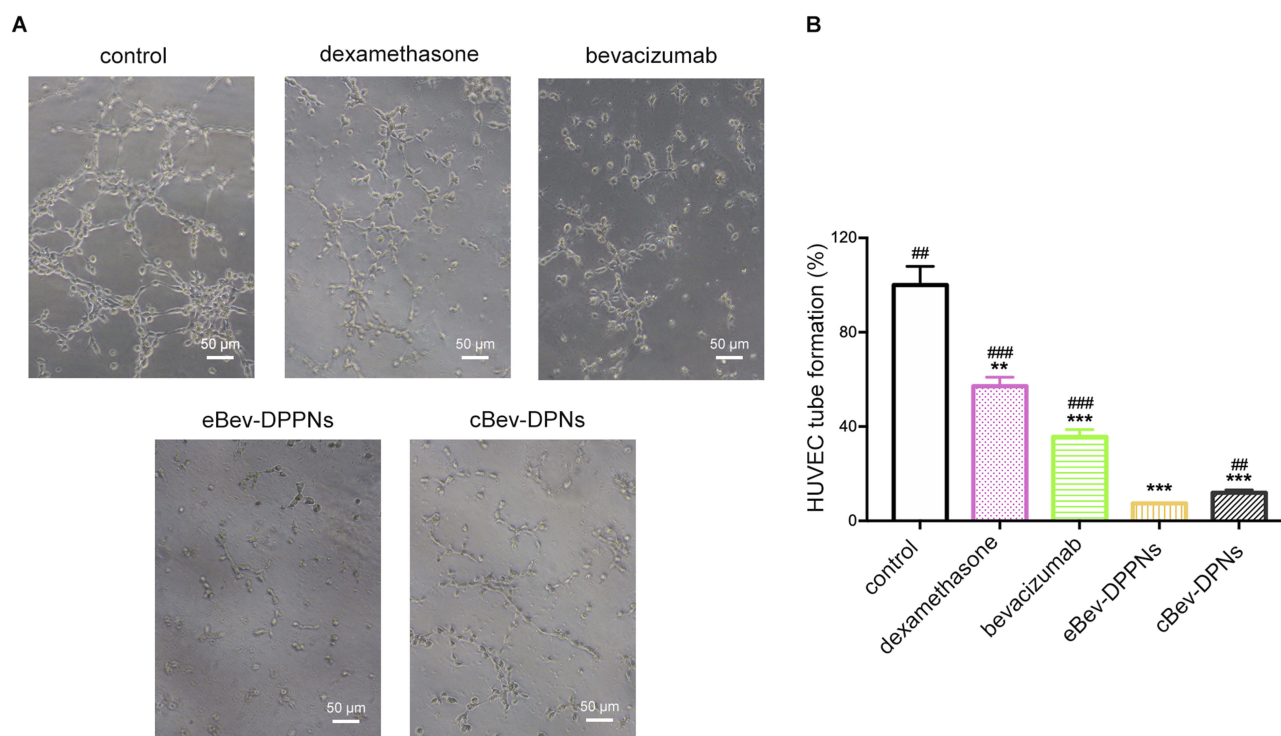 A
control
dexamethasone
bevacizumab
50 µm
50 µm
50 µm
eBev-DPPNs
cBev-DPNs
50 µm
50 µm
B
HUVEC tube formation (%)
120
80
40
0
##
###
**
###
***
***
##
***
control
dexamethasone
bevacizumab
eBev-DPPNs
cBev-DPNs